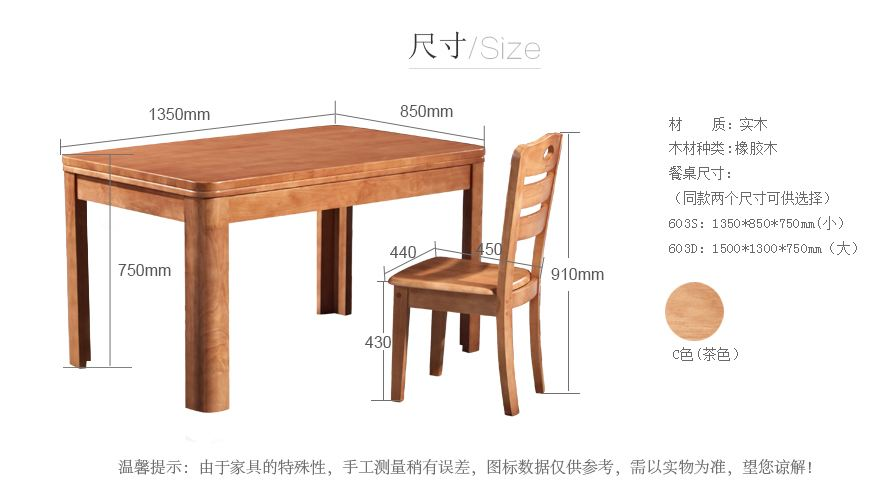 尺寸/Size
1350mm
850mm
750mm
440
450
910mm
430
材 质：实木
木材种类:橡胶木
餐桌尺寸：
（同款两个尺寸可供选择）
603S：1350*850*750mm(小）
603D：1500*1300*750mm（大）
C色(茶色）
温馨提示：由于家具的特殊性，手工测量稍有误差，图标数据仅供参考，需以实物为准，望您谅解！